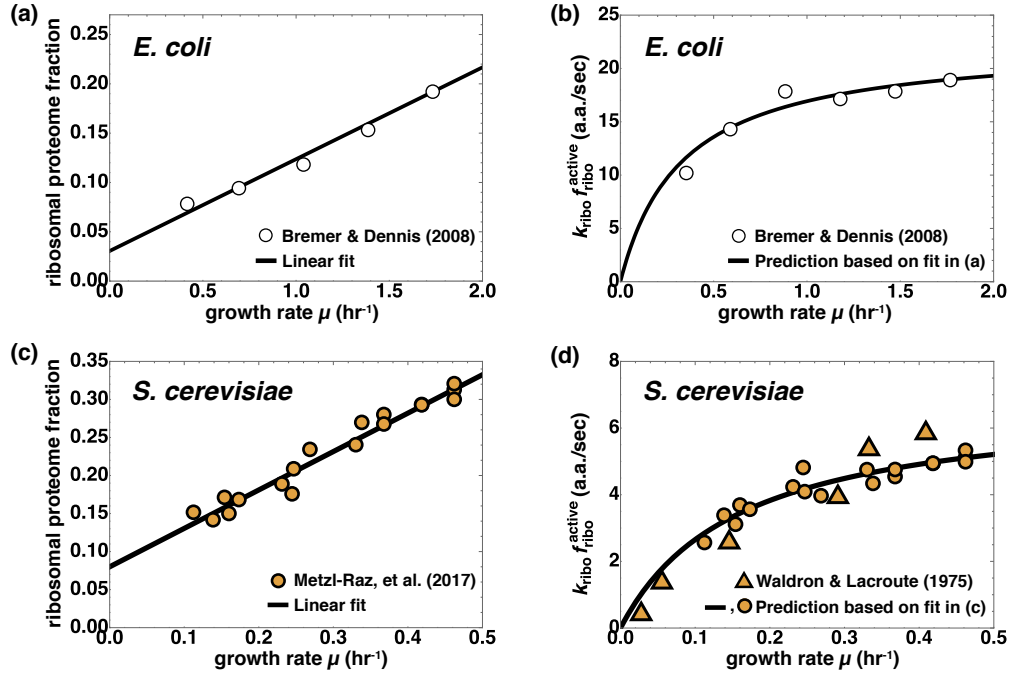 (a)
E. coli
ribosomal proteome fraction
0.25
0.20
0.15
0.10
0.05
0.00
0.0 0.5 1.0 1.5 2.0
growth rate μ (hr⁻¹)
Bremer & Dennis (2008)
Linear fit
(b)
E. coli
k_ribo f_ribo^active (a.a./sec)
25
20
15
10
5
0
0.0 0.5 1.0 1.5 2.0
growth rate μ (hr⁻¹)
Bremer & Dennis (2008)
Prediction based on fit in (a)
(c)
S. cerevisiae
ribosomal proteome fraction
0.35
0.30
0.25
0.20
0.15
0.10
0.05
0.00
0.0 0.1 0.2 0.3 0.4 0.5
growth rate μ (hr⁻¹)
Metzl-Raz, et al. (2017)
Linear fit
(d)
S. cerevisiae
k_ribo f_ribo^active (a.a./sec)
8
6
4
2
0
0.0 0.1 0.2 0.3 0.4 0.5
growth rate μ (hr⁻¹)
Waldron & Lacroute (1975)
, Prediction based on fit in (c)